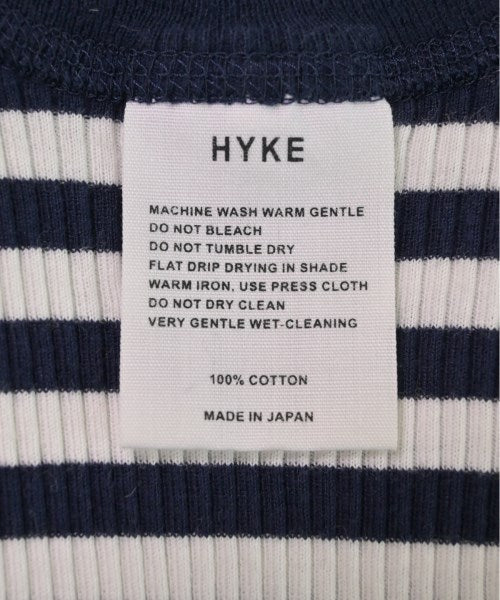 HYKE
MACHINE WASH WARM GENTLE
DO NOT BLEACH
DO NOT TUMBLE DRY
FLAT DRIP DRYING IN SHADE
WARM IRON, USE PRESS CLOTH
DO NOT DRY CLEAN
VERY GENTLE WET-CLEANING
100% COTTON
MADE IN JAPAN